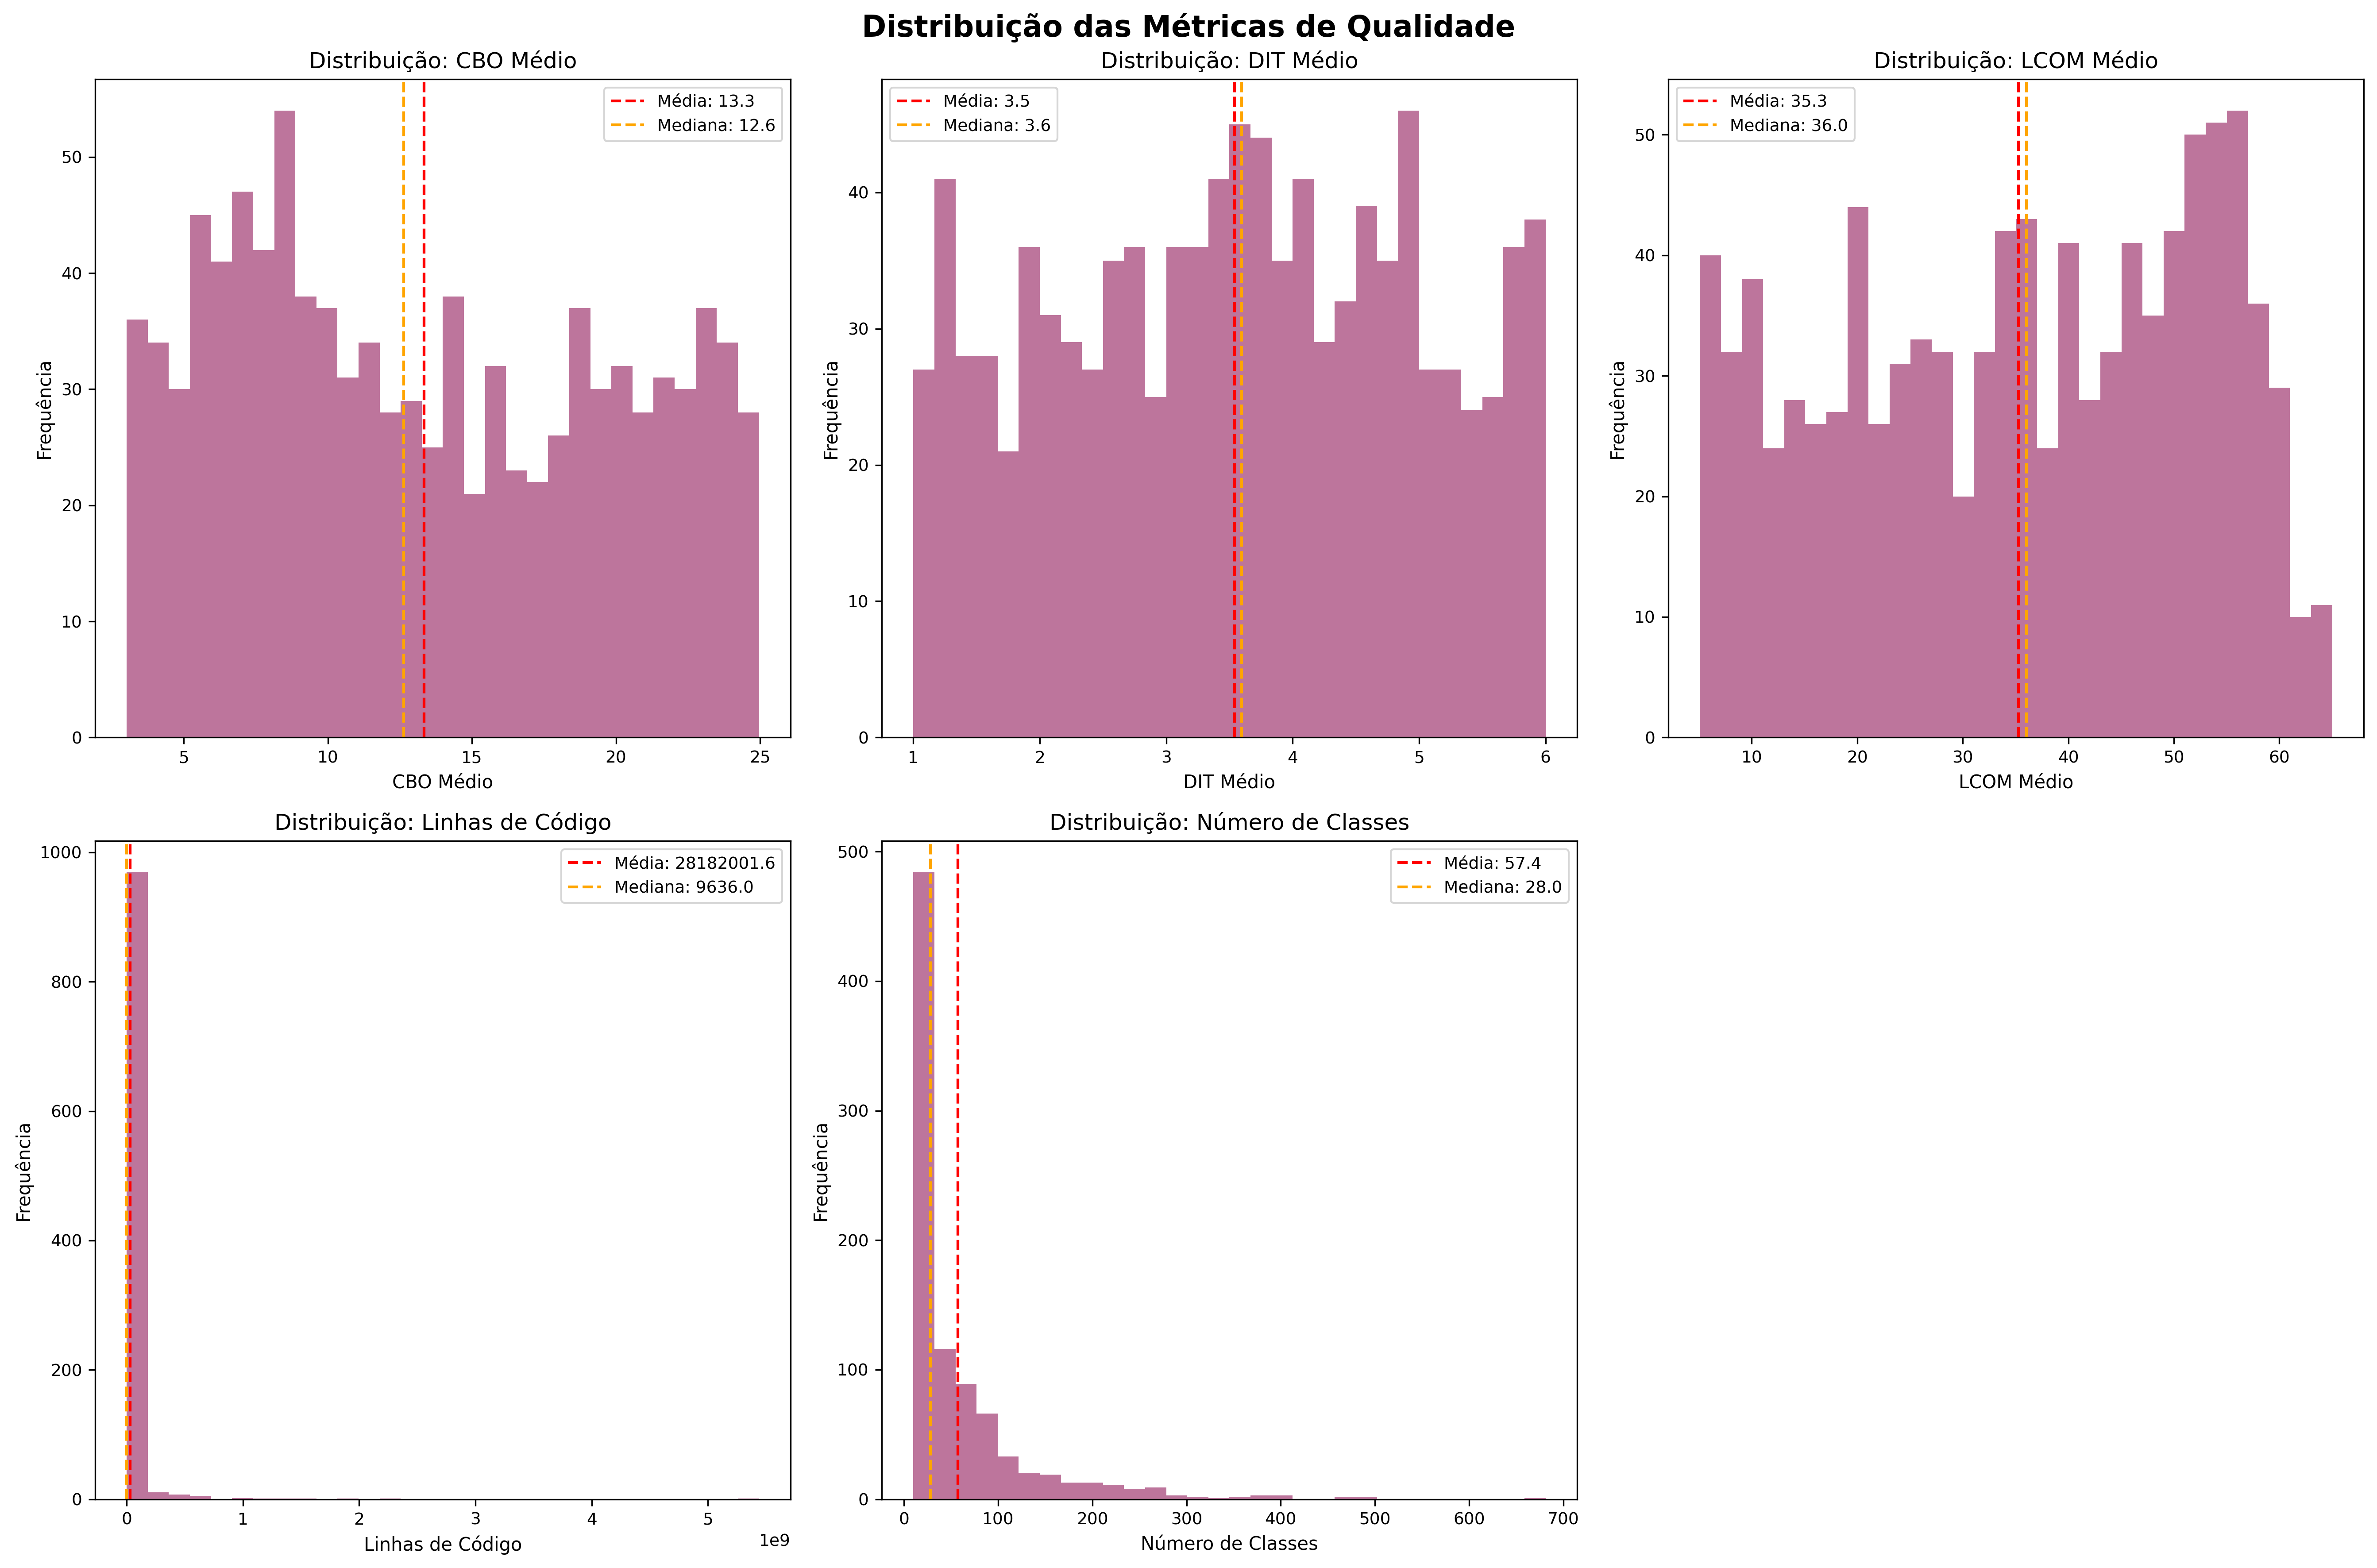 Distribuição das Métricas de Qualidade
Distribuição: CBO Médio
Média: 13.3
Mediana: 12.6
Frequência
0
10
20
30
40
50
5
10
15
20
25
CBO Médio
Distribuição: DIT Médio
Média: 3.5
Mediana: 3.6
Frequência
0
10
20
30
40
1
2
3
4
5
6
DIT Médio
Distribuição: LCOM Médio
Média: 35.3
Mediana: 36.0
Frequência
0
10
20
30
40
50
10
20
30
40
50
60
LCOM Médio
Distribuição: Linhas de Código
Média: 28182001.6
Mediana: 9636.0
Frequência
0
200
400
600
800
1000
0
1
2
3
4
5
1e9
Linhas de Código
Distribuição: Número de Classes
Média: 57.4
Mediana: 28.0
Frequência
0
100
200
300
400
500
0
100
200
300
400
500
600
700
Número de Classes